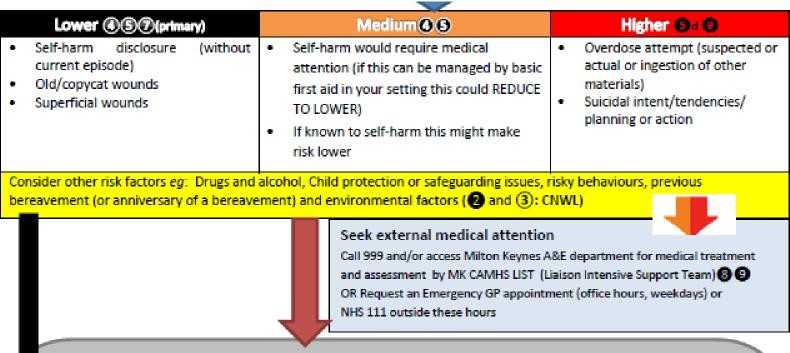 Lower ④⑤⑦(primary)
• Self-harm disclosure (without
current episode)
• Old/copycat wounds
• Superficial wounds
Medium④⑤
• Self-harm would require medical
attention (if this can be managed by basic
first aid in your setting this could REDUCE
TO LOWER)
• If known to self-harm this might make
risk lower
Higher
• Overdose attempt (suspected or
actual or ingestion of other
materials)
• Suicidal intent/tendencies/
planning or action
Consider other risk factors eg: Drugs and alcohol, Child protection or safeguarding issues, risky behaviours, previous
bereavement (or anniversary of a bereavement) and environmental factors (❷ and ③: CNWL)
Seek external medical attention
Call 999 and/or access Milton Keynes A&E department for medical treatment
and assessment by MK CAMHS LIST (Liaison Intensive Support Team)❽❾
OR Request an Emergency GP appointment (office hours, weekdays) or
NHS 111 outside these hours